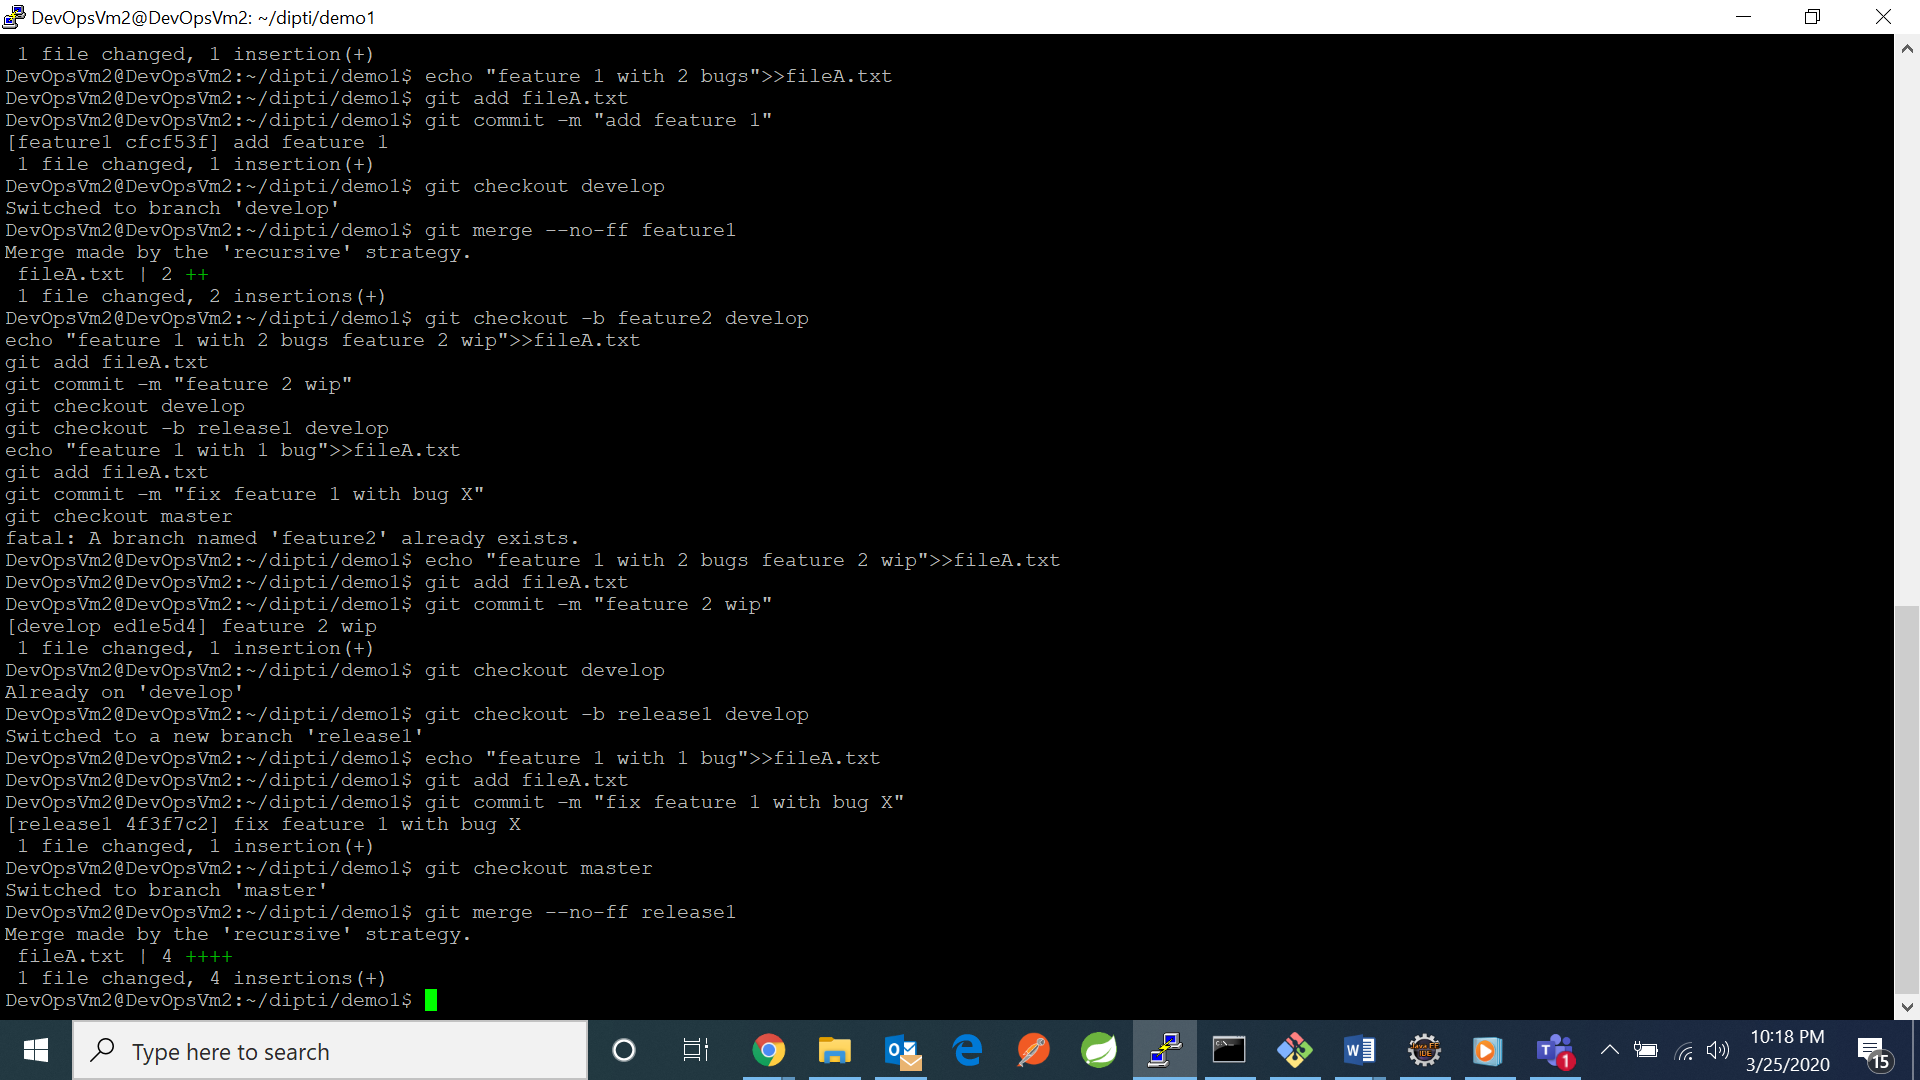 DevOpsVm2@DevOpsVm2: ~/dipti/demo1
1 file changed, 1 insertion(+)
DevOpsVm2@DevOpsVm2:~/dipti/demo1$ echo "feature 1 with 2 bugs">>fileA.txt
DevOpsVm2@DevOpsVm2:~/dipti/demo1$ git add fileA.txt
DevOpsVm2@DevOpsVm2:~/dipti/demo1$ git commit -m "add feature 1"
[feature1 cfcf53f] add feature 1
1 file changed, 1 insertion(+)
DevOpsVm2@DevOpsVm2:~/dipti/demo1$ git checkout develop
Switched to branch 'develop'
DevOpsVm2@DevOpsVm2:~/dipti/demo1$ git merge --no-ff feature1
Merge made by the 'recursive' strategy.
fileA.txt | 2 ++
1 file changed, 2 insertions(+)
DevOpsVm2@DevOpsVm2:~/dipti/demo1$ git checkout -b feature2 develop
echo "feature 1 with 2 bugs feature 2 wip">>fileA.txt
git add fileA.txt
git commit -m "feature 2 wip"
git checkout develop
git checkout -b release1 develop
echo "feature 1 with 1 bug">>fileA.txt
git add fileA.txt
git commit -m "fix feature 1 with bug X"
git checkout master
fatal: A branch named 'feature2' already exists.
DevOpsVm2@DevOpsVm2:~/dipti/demo1$ echo "feature 1 with 2 bugs feature 2 wip">>fileA.txt
DevOpsVm2@DevOpsVm2:~/dipti/demo1$ git add fileA.txt
DevOpsVm2@DevOpsVm2:~/dipti/demo1$ git commit -m "feature 2 wip"
[develop ed1e5d4] feature 2 wip
1 file changed, 1 insertion(+)
DevOpsVm2@DevOpsVm2:~/dipti/demo1$ git checkout develop
Already on 'develop'
DevOpsVm2@DevOpsVm2:~/dipti/demo1$ git checkout -b release1 develop
Switched to a new branch 'release1'
DevOpsVm2@DevOpsVm2:~/dipti/demo1$ echo "feature 1 with 1 bug">>fileA.txt
DevOpsVm2@DevOpsVm2:~/dipti/demo1$ git add fileA.txt
DevOpsVm2@DevOpsVm2:~/dipti/demo1$ git commit -m "fix feature 1 with bug X"
[release1 4f3f7c2] fix feature 1 with bug X
1 file changed, 1 insertion(+)
DevOpsVm2@DevOpsVm2:~/dipti/demo1$ git checkout master
Switched to branch 'master'
DevOpsVm2@DevOpsVm2:~/dipti/demo1$ git merge --no-ff release1
Merge made by the 'recursive' strategy.
fileA.txt | 4 ++++
1 file changed, 4 insertions(+)
DevOpsVm2@DevOpsVm2:~/dipti/demo1$
Type here to search
10:18 PM
3/25/2020
1
15